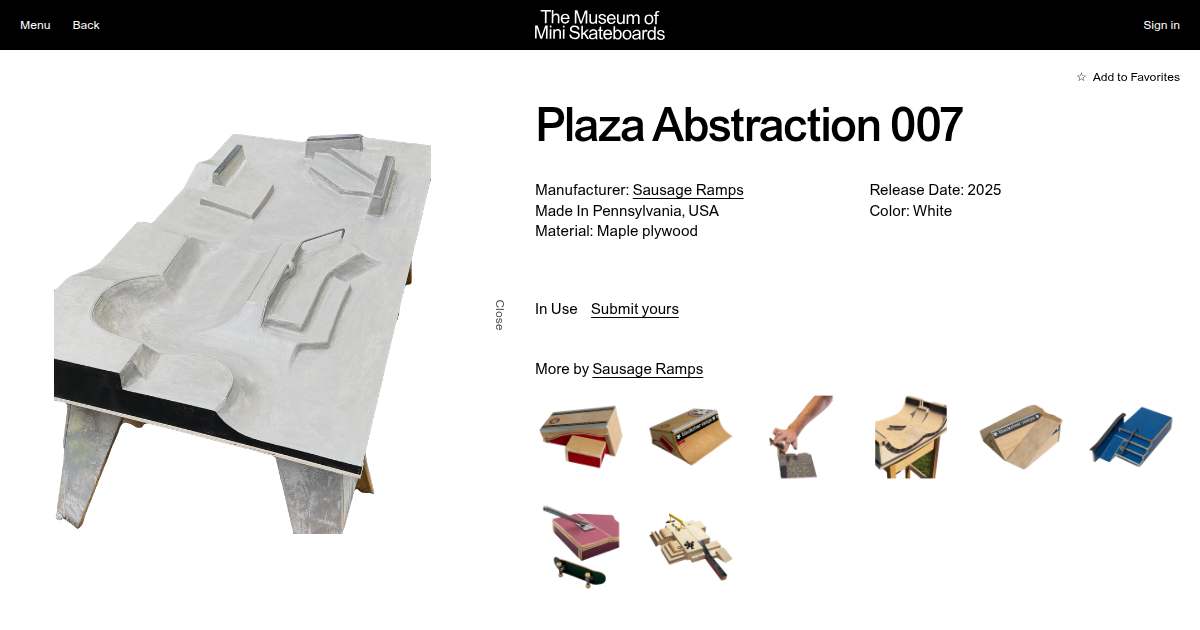 Menu
Back
The Museum of
Mini Skateboards
Sign in
☆ Add to Favorites
Plaza Abstraction 007
Manufacturer: Sausage Ramps
Made In Pennsylvania, USA
Material: Maple plywood
Release Date: 2025
Color: White
Close
In Use Submit yours
More by Sausage Ramps